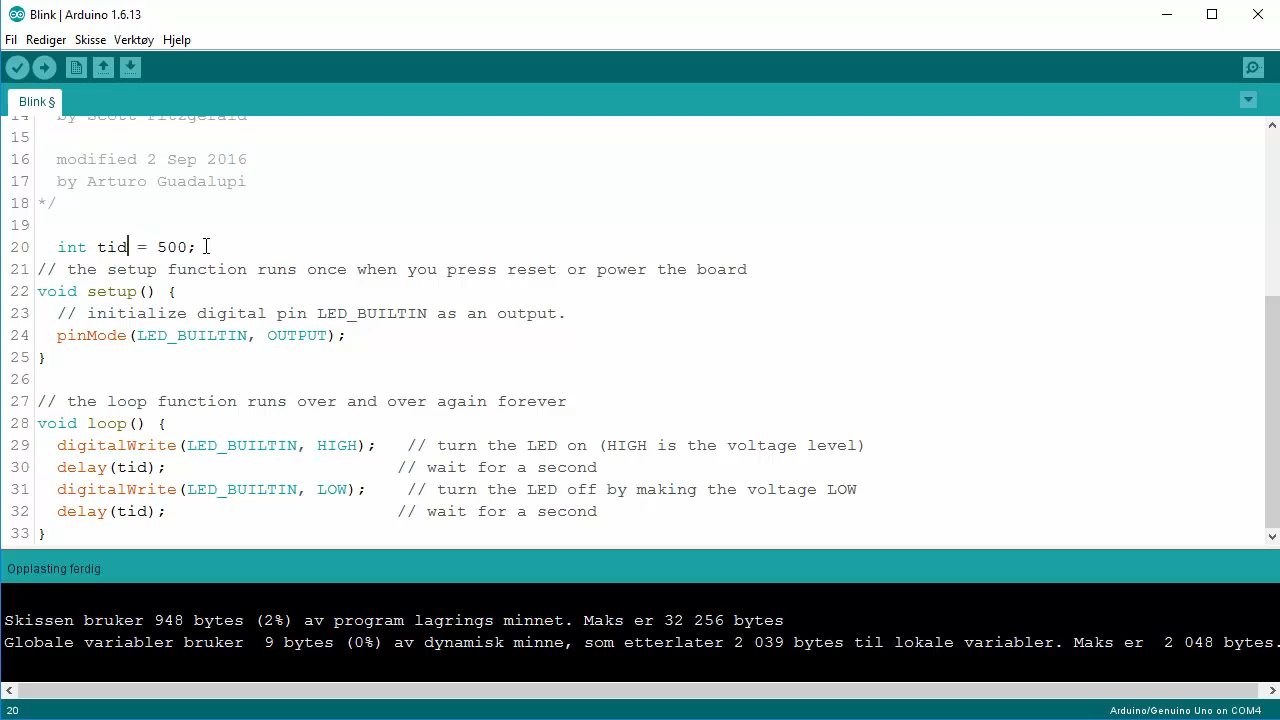 Blink | Arduino 1.6.13
Fil Rediger Skisse Verktøy Hjelp
Blink §
14 by Scott Fitzgerald
15
16 modified 2 Sep 2016
17 by Arturo Guadalupi
18 */
19
20 int tid = 500;
21 // the setup function runs once when you press reset or power the board
22 void setup() {
23 // initialize digital pin LED_BUILTIN as an output.
24 pinMode(LED_BUILTIN, OUTPUT);
25 }
26
27 // the loop function runs over and over again forever
28 void loop() {
29 digitalWrite(LED_BUILTIN, HIGH); // turn the LED on (HIGH is the voltage level)
30 delay(tid); // wait for a second
31 digitalWrite(LED_BUILTIN, LOW); // turn the LED off by making the voltage LOW
32 delay(tid); // wait for a second
33 }
Opplasting ferdig.
Skissen bruker 948 bytes (2%) av program lagrings minnet. Maks er 32 256 bytes
Globale variabler bruker 9 bytes (0%) av dynamisk minne, som etterlater 2 039 bytes til lokale variabler. Maks er 2 048 bytes.
20 Arduino/Genuino Uno on COM4